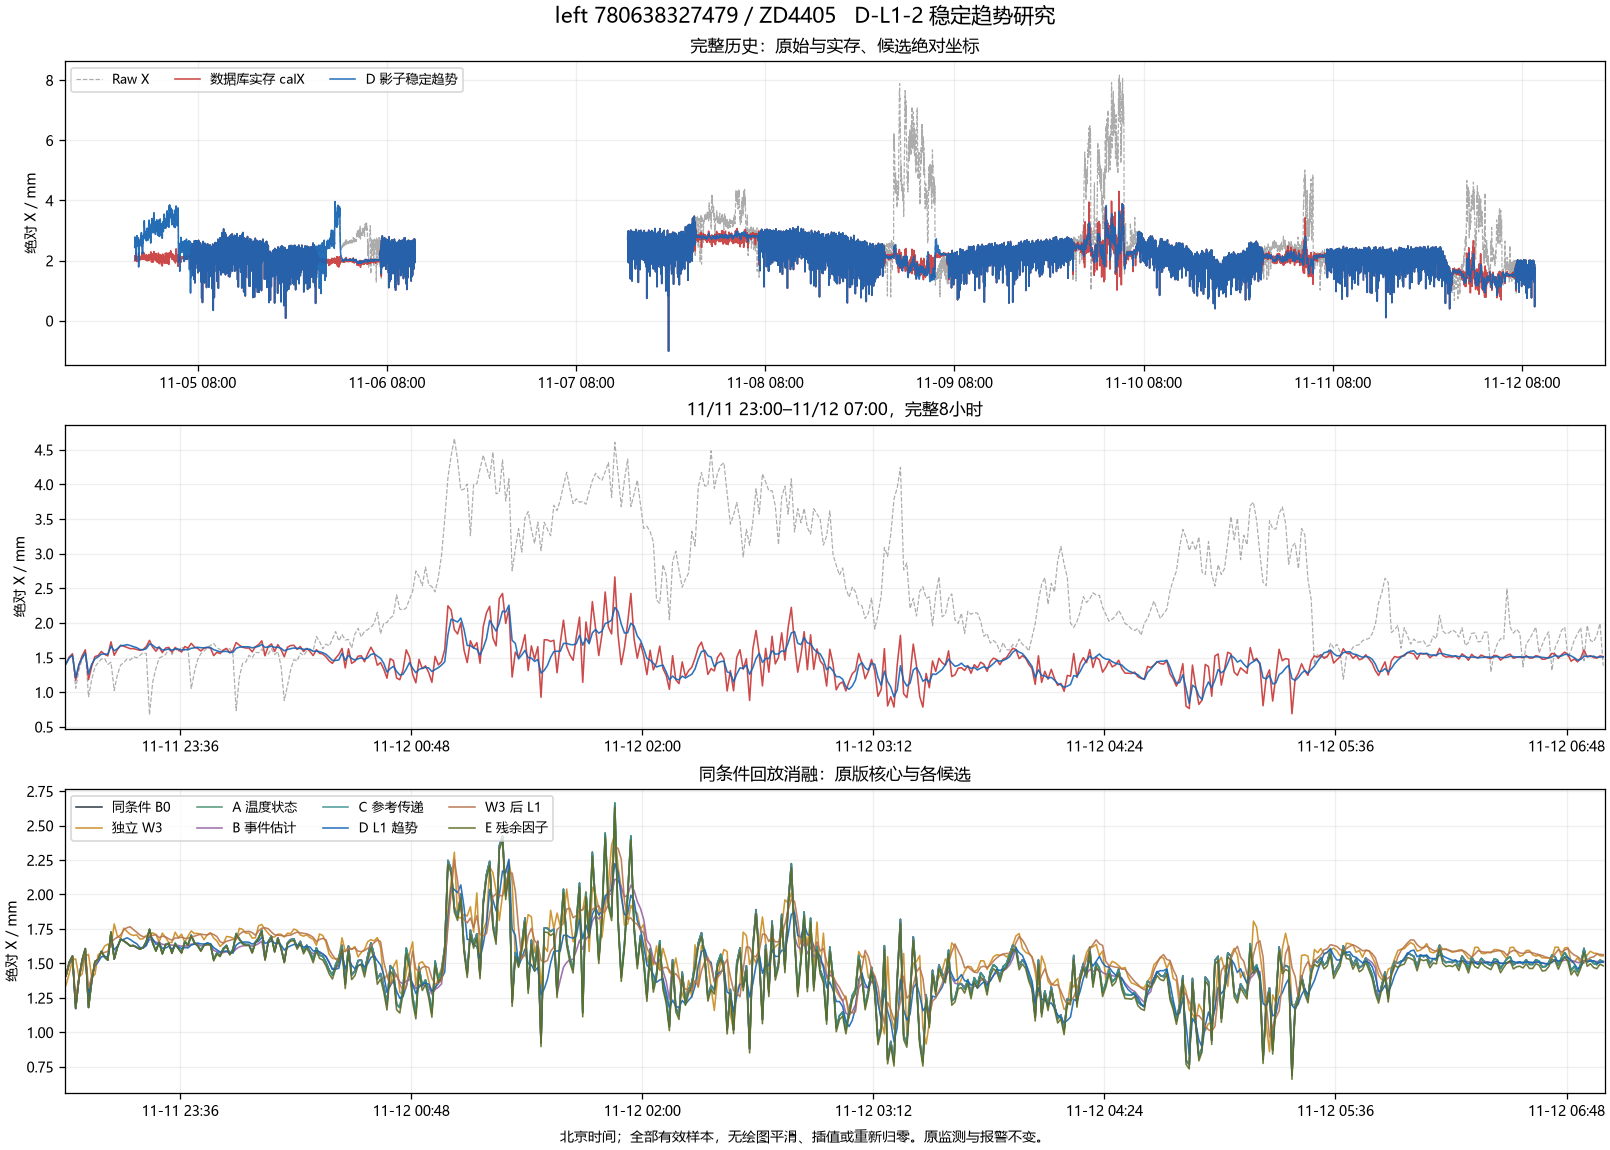 left 780638327479 / ZD4405   D-L1-2 稳定趋势研究
完整历史：原始与实存、候选绝对坐标
Raw X   数据库实存 calX   D 影子稳定趋势
绝对 X / mm
8
6
4
2
0
11-05 08:00   11-06 08:00   11-07 08:00   11-08 08:00   11-09 08:00   11-10 08:00   11-11 08:00   11-12 08:00
11/11 23:00–11/12 07:00，完整8小时
绝对 X / mm
4.5
4.0
3.5
3.0
2.5
2.0
1.5
1.0
0.5
11-11 23:36   11-12 00:48   11-12 02:00   11-12 03:12   11-12 04:24   11-12 05:36   11-12 06:48
同条件回放消融：原版核心与各候选
同条件 B0   A 温度状态   C 参考传递   W3 后 L1
独立 W3   B 事件估计   D L1 趋势   E 残余因子
绝对 X / mm
2.75
2.50
2.25
2.00
1.75
1.50
1.25
1.00
0.75
11-11 23:36   11-12 00:48   11-12 02:00   11-12 03:12   11-12 04:24   11-12 05:36   11-12 06:48
北京时间；全部有效样本，无绘图平滑、插值或重新归零。原监测与报警不变。